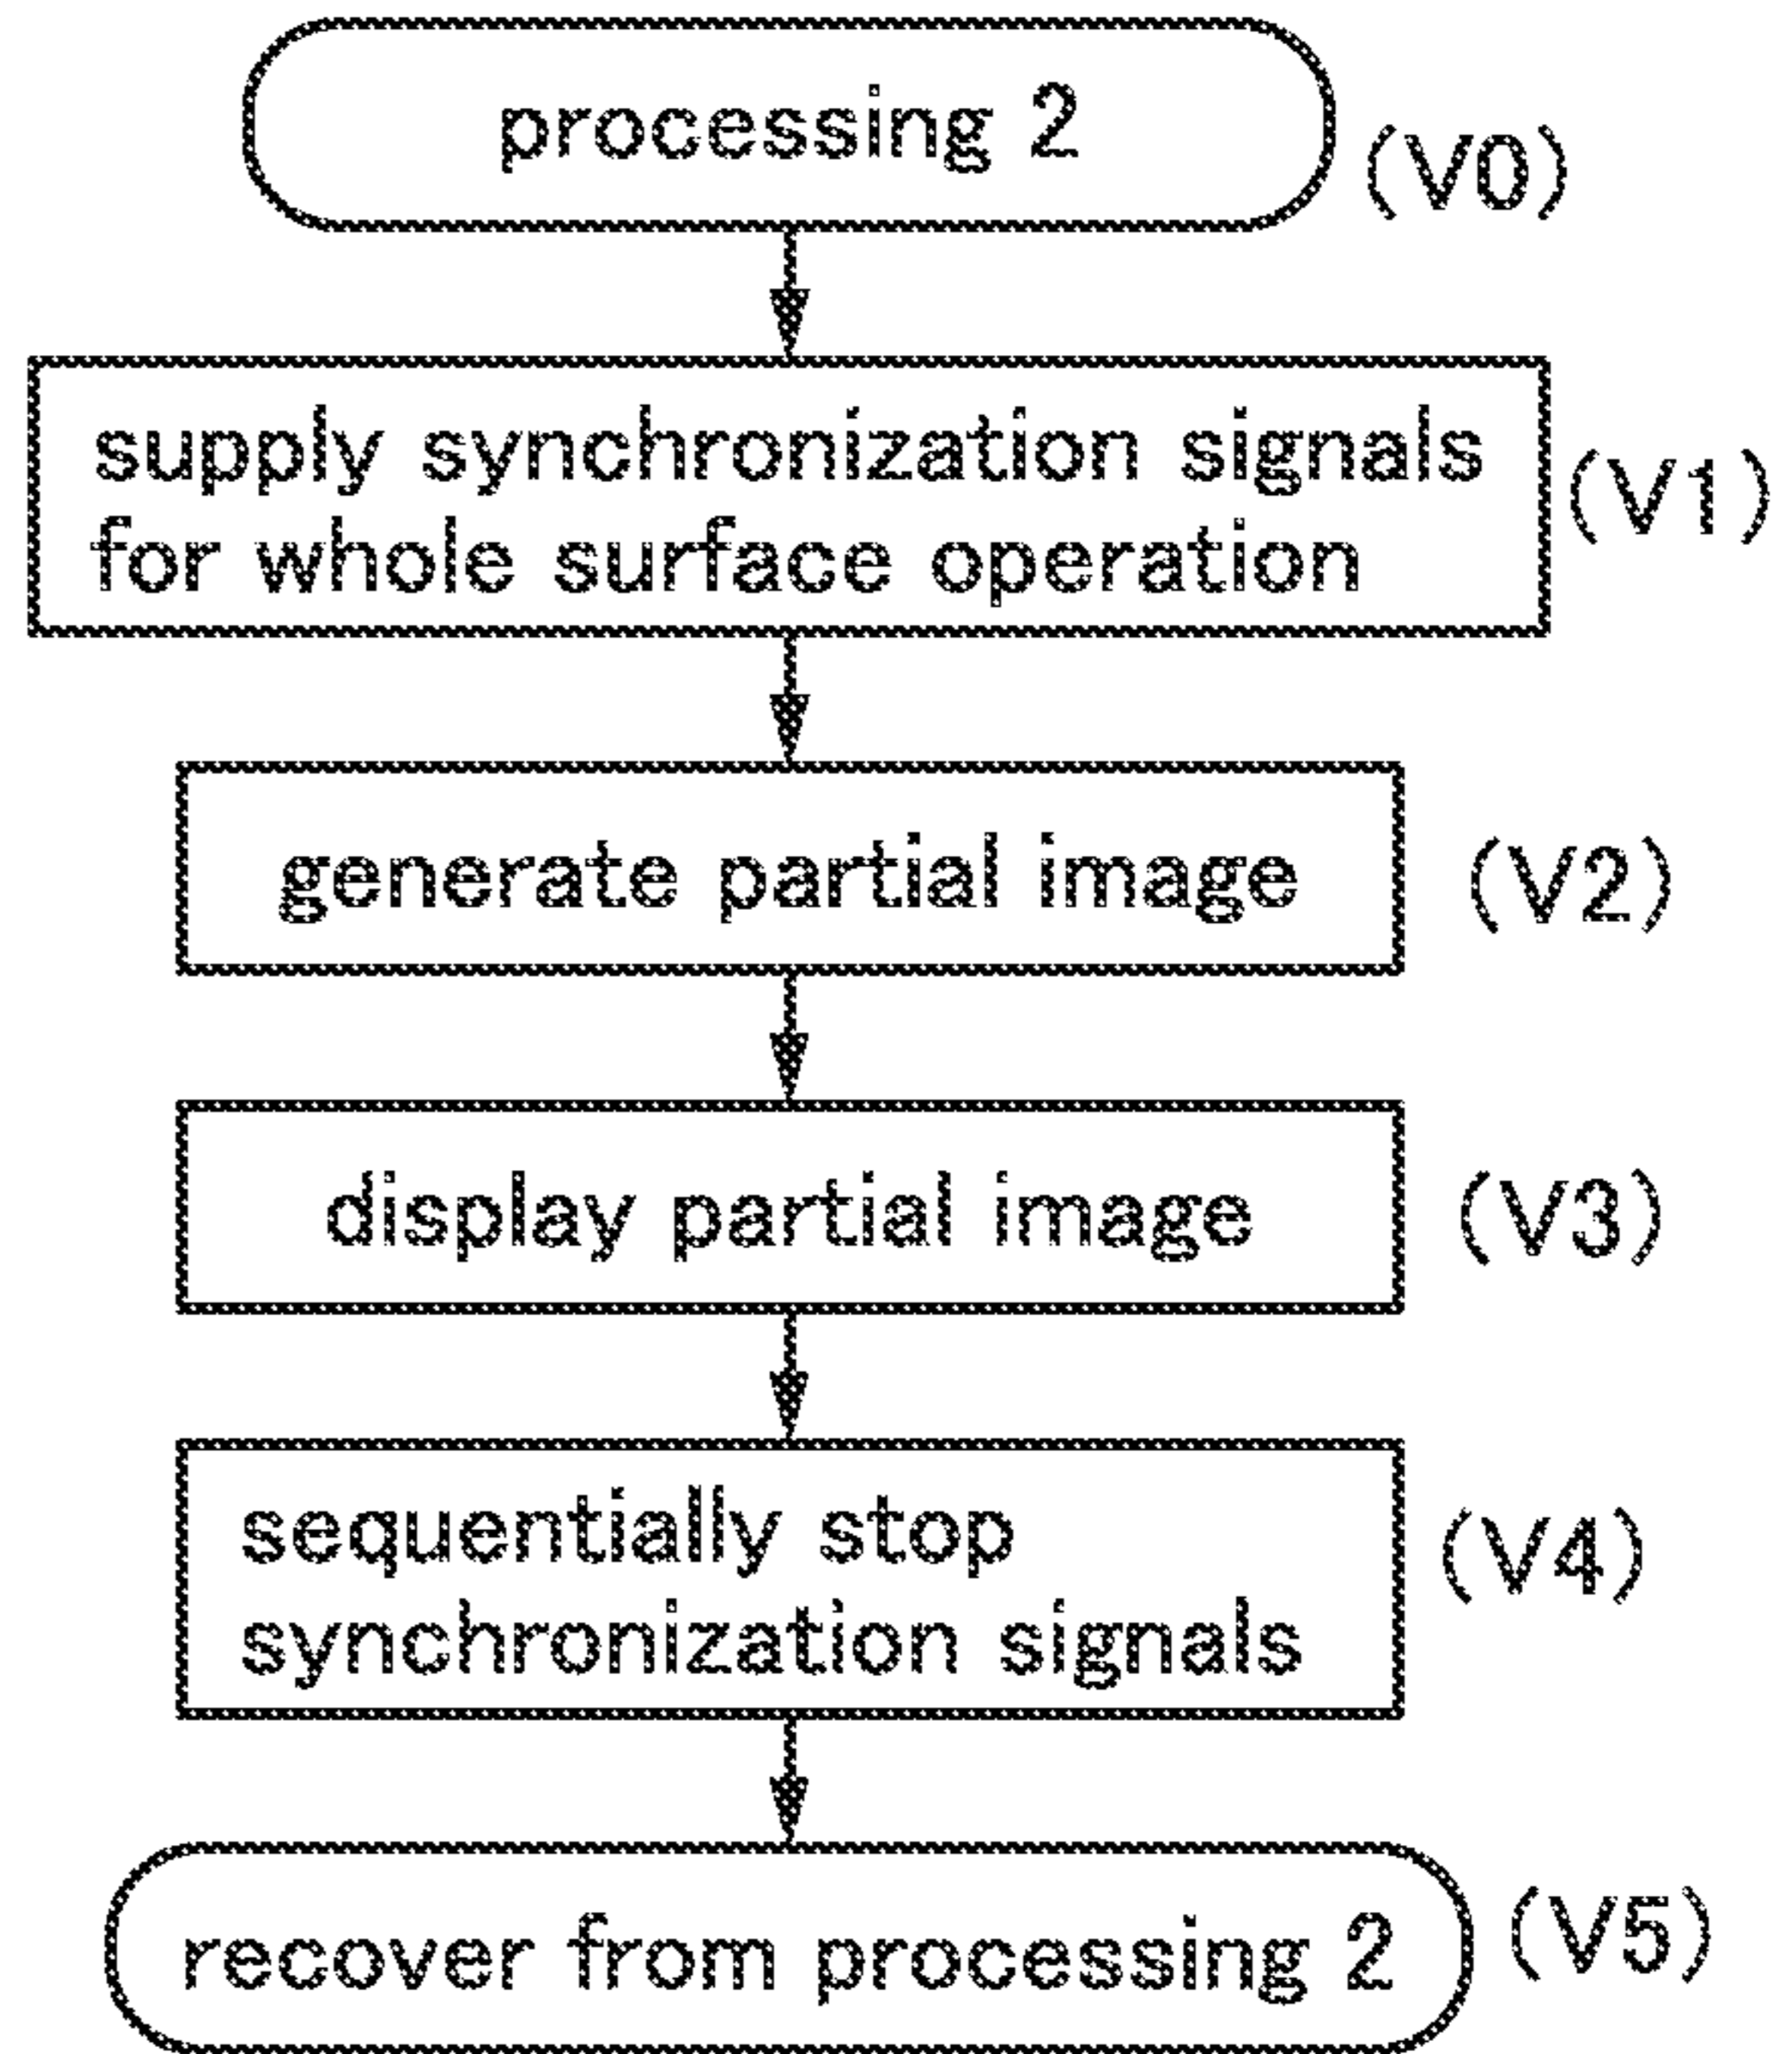 processing 2
(V0)
supply synchronization signals
for whole surface operation
(V1)
generate partial image
(V2)
display partial image
(V3)
sequentially stop
synchronization signals
(V4)
recover from processing 2
(V5)